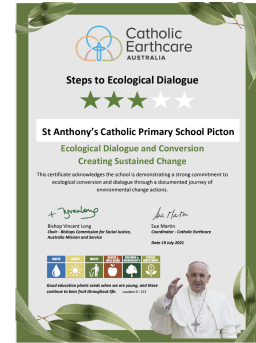 Catholic
Earthcare
AUSTRALIA
Steps to Ecological Dialogue
St Anthony's Catholic Primary School Picton
Ecological Dialogue and Conversion
Creating Sustained Change
This certificate acknowledges the school is demonstrating a strong commitment to
ecological conversion and dialogue through a documented journey of
environmental change actions.
Bishop Vincent Long
Chair - Bishops Commission for Social Justice,
Australia Mission and Service
Sue Martin
Coordinator - Catholic Earthcare
Date 19 July 2021
WASTE
WATER
ENERGY
Good education plants seeds when we are young, and these
continue to bear fruit throughout life.